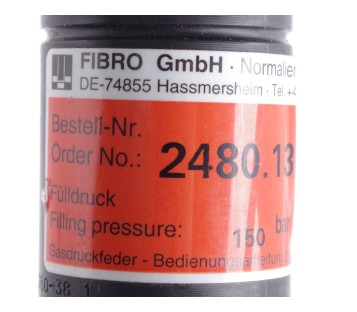 FIBRO GmbH · Normalien
DE-74855 Hassmersheim · Tel
Bestell-Nr.
Order No.: 2480.13
Fülldruck
Filling pressure: 150 bar
Gasdruckfeder - Bedienungsanleitung